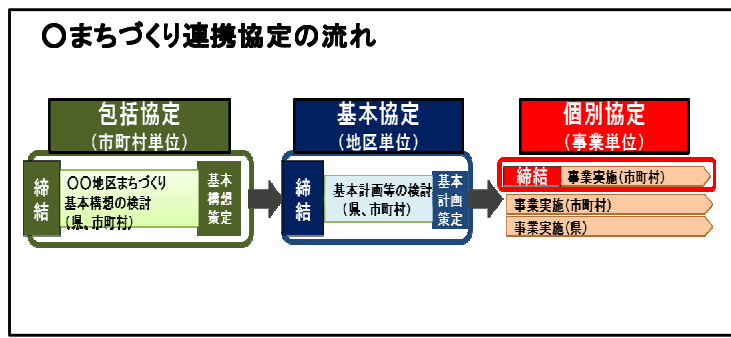 ○まちづくり連携協定の流れ
包括協定
(市町村単位)
締結
〇〇地区まちづくり
基本構想の検討
(県、市町村)
基本構想策定
基本協定
(地区単位)
締結
基本計画等の検討
(県、市町村)
基本計画策定
個別協定
(事業単位)
締結 事業実施(市町村)
事業実施(市町村)
事業実施(県)